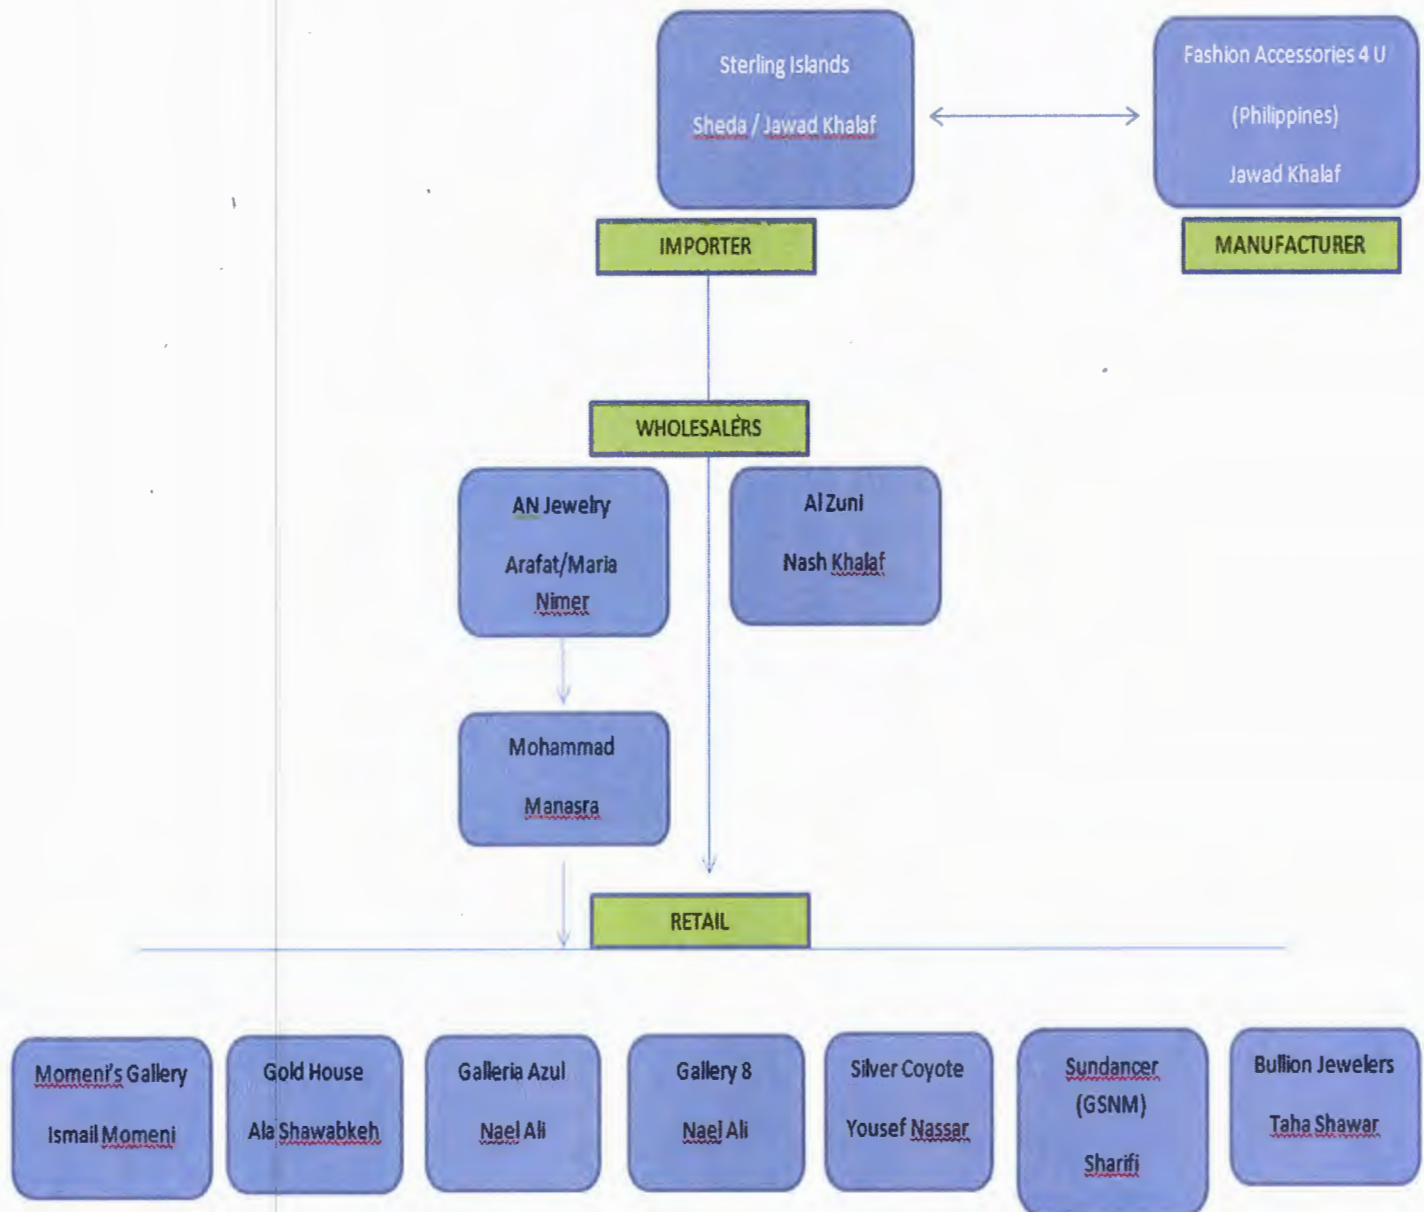 Sterling Islands
Sheda / Jawad Khalaf
Fashion Accessories 4 U
(Philippines)
Jawad Khalaf
IMPORTER
MANUFACTURER
WHOLESALERS
AN Jewelry
Arafat/Maria
Nimer
Al Zuni
Nash Khalaf
Mohammad
Manasra
RETAIL
Momeni's Gallery
Ismail Momeni
Gold House
Ala Shawabkeh
Galleria Azul
Nael Ali
Gallery 8
Nael Ali
Silver Coyote
Yousef Nassar
Sundancer
(GSNM)
Sharifi
Bullion Jewelers
Taha Shawar